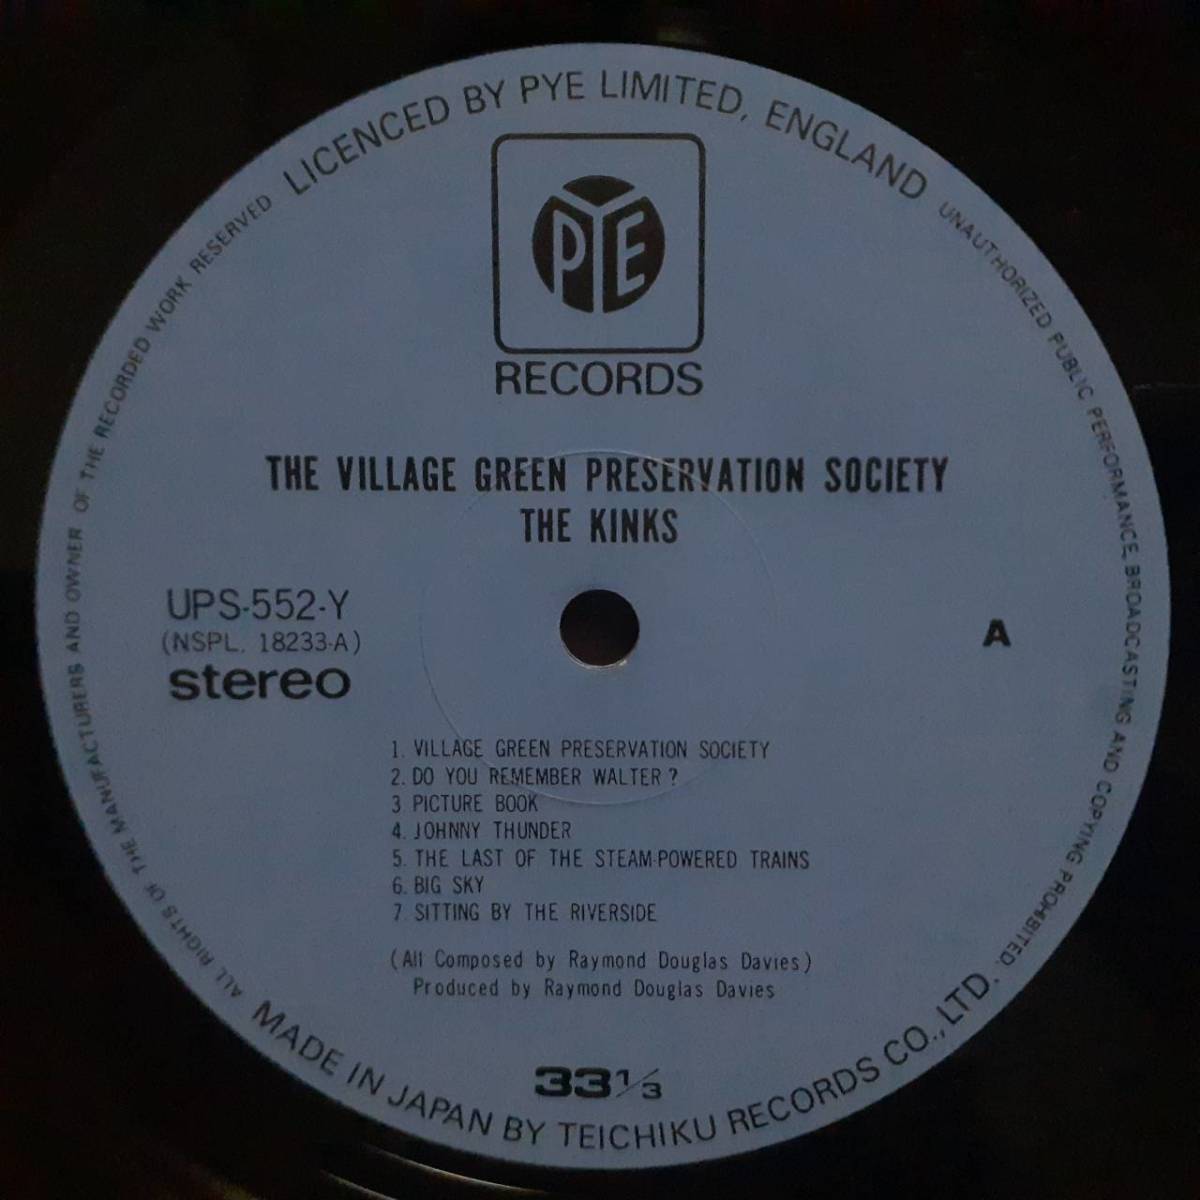 LICENCED BY PYE LIMITED, ENGLAND
UNAUTHORIZED PUBLIC PERFORMANCE, BROADCASTING AND COPYING PROHIBITED.
PYE
RECORDS
THE VILLAGE GREEN PRESERVATION SOCIETY
THE KINKS
UPS-552-Y
(NSPL. 18233-A)
stereo
A
1. VILLAGE GREEN PRESERVATION SOCIETY
2. DO YOU REMEMBER WALTER ?
3 PICTURE BOOK
4. JOHNNY THUNDER
5. THE LAST OF THE STEAM-POWERED TRAINS
6. BIG SKY
7 SITTING BY THE RIVERSIDE
(All Composed by Raymond Douglas Davies)
Produced by Raymond Douglas Davies
33 1/3
MADE IN JAPAN BY TEICHIKU RECORDS CO., LTD.
ALL RIGHTS OF THE MANUFACTURERS AND OWNER OF THE RECORDED WORK RESERVED